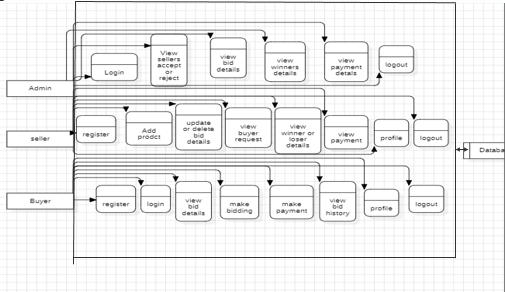 Admin
Login
View
sellers
accept
or
reject
view
bid
details
view
winners
details
view
payment
detals
logout
seller
register
Add
prodct
update
or delete
bid
details
view
buyer
request
view
winner or
loser
details
view
payment
profile
logout
Databa
Buyer
register
login
view
bid
details
make
bidding
make
payment
view
bid
history
profile
logout